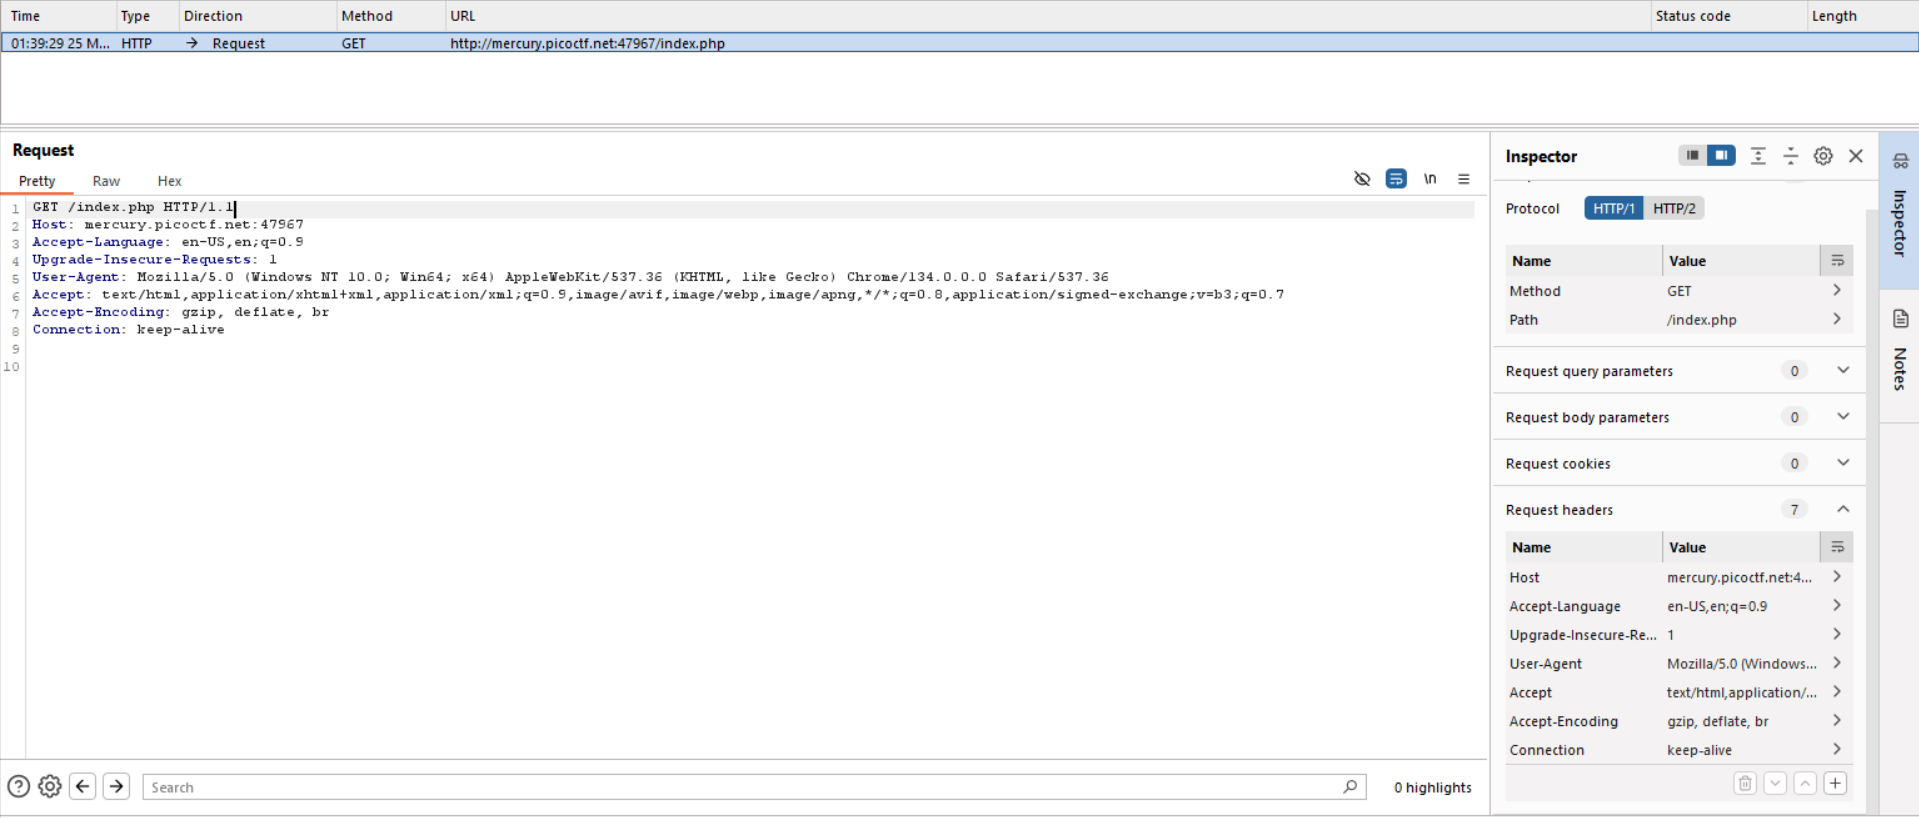 Time Type Direction Method URL Status code Length
01:39:29 25 M... HTTP → Request GET http://mercury.picoctf.net:47967/index.php
Request
Pretty Raw Hex
\n
1 GET /index.php HTTP/1.1
2 Host: mercury.picoctf.net:47967
3 Accept-Language: en-US,en;q=0.9
4 Upgrade-Insecure-Requests: 1
5 User-Agent: Mozilla/5.0 (Windows NT 10.0; Win64; x64) AppleWebKit/537.36 (KHTML, like Gecko) Chrome/134.0.0.0 Safari/537.36
6 Accept: text/html,application/xhtml+xml,application/xml;q=0.9,image/avif,image/webp,image/apng,*/*;q=0.8,application/signed-exchange;v=b3;q=0.7
7 Accept-Encoding: gzip, deflate, br
8 Connection: keep-alive
9
10
Search
0 highlights
Inspector
Protocol HTTP/1 HTTP/2
Name Value
Method GET
Path /index.php
Request query parameters 0
Request body parameters 0
Request cookies 0
Request headers 7
Name Value
Host mercury.picoctf.net:4...
Accept-Language en-US,en;q=0.9
Upgrade-Insecure-Re... 1
User-Agent Mozilla/5.0 (Windows...
Accept text/html,application/...
Accept-Encoding gzip, deflate, br
Connection keep-alive
Inspector
Notes